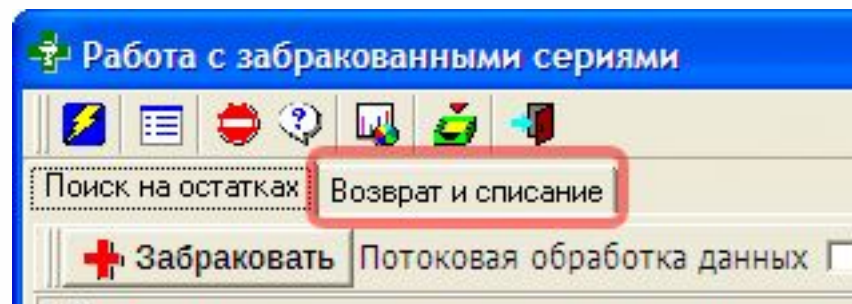 Работа с забракованными сериями
Поиск на остатках Возврат и списание
Забраковать Потоковая обработка данных